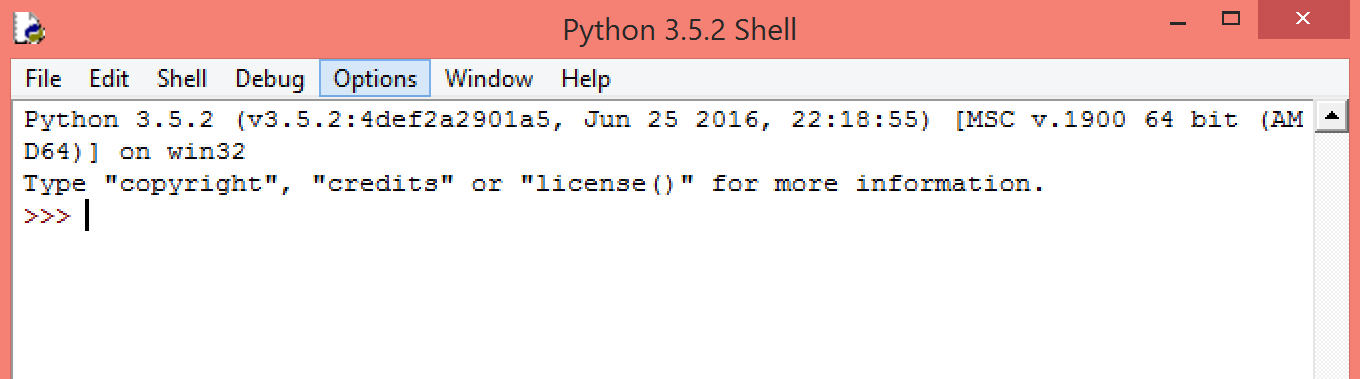 Python 3.5.2 Shell
File Edit Shell Debug Options Window Help
Python 3.5.2 (v3.5.2:4def2a2901a5, Jun 25 2016, 22:18:55) [MSC v.1900 64 bit (AM
D64)] on win32
Type "copyright", "credits" or "license()" for more information.
>>>